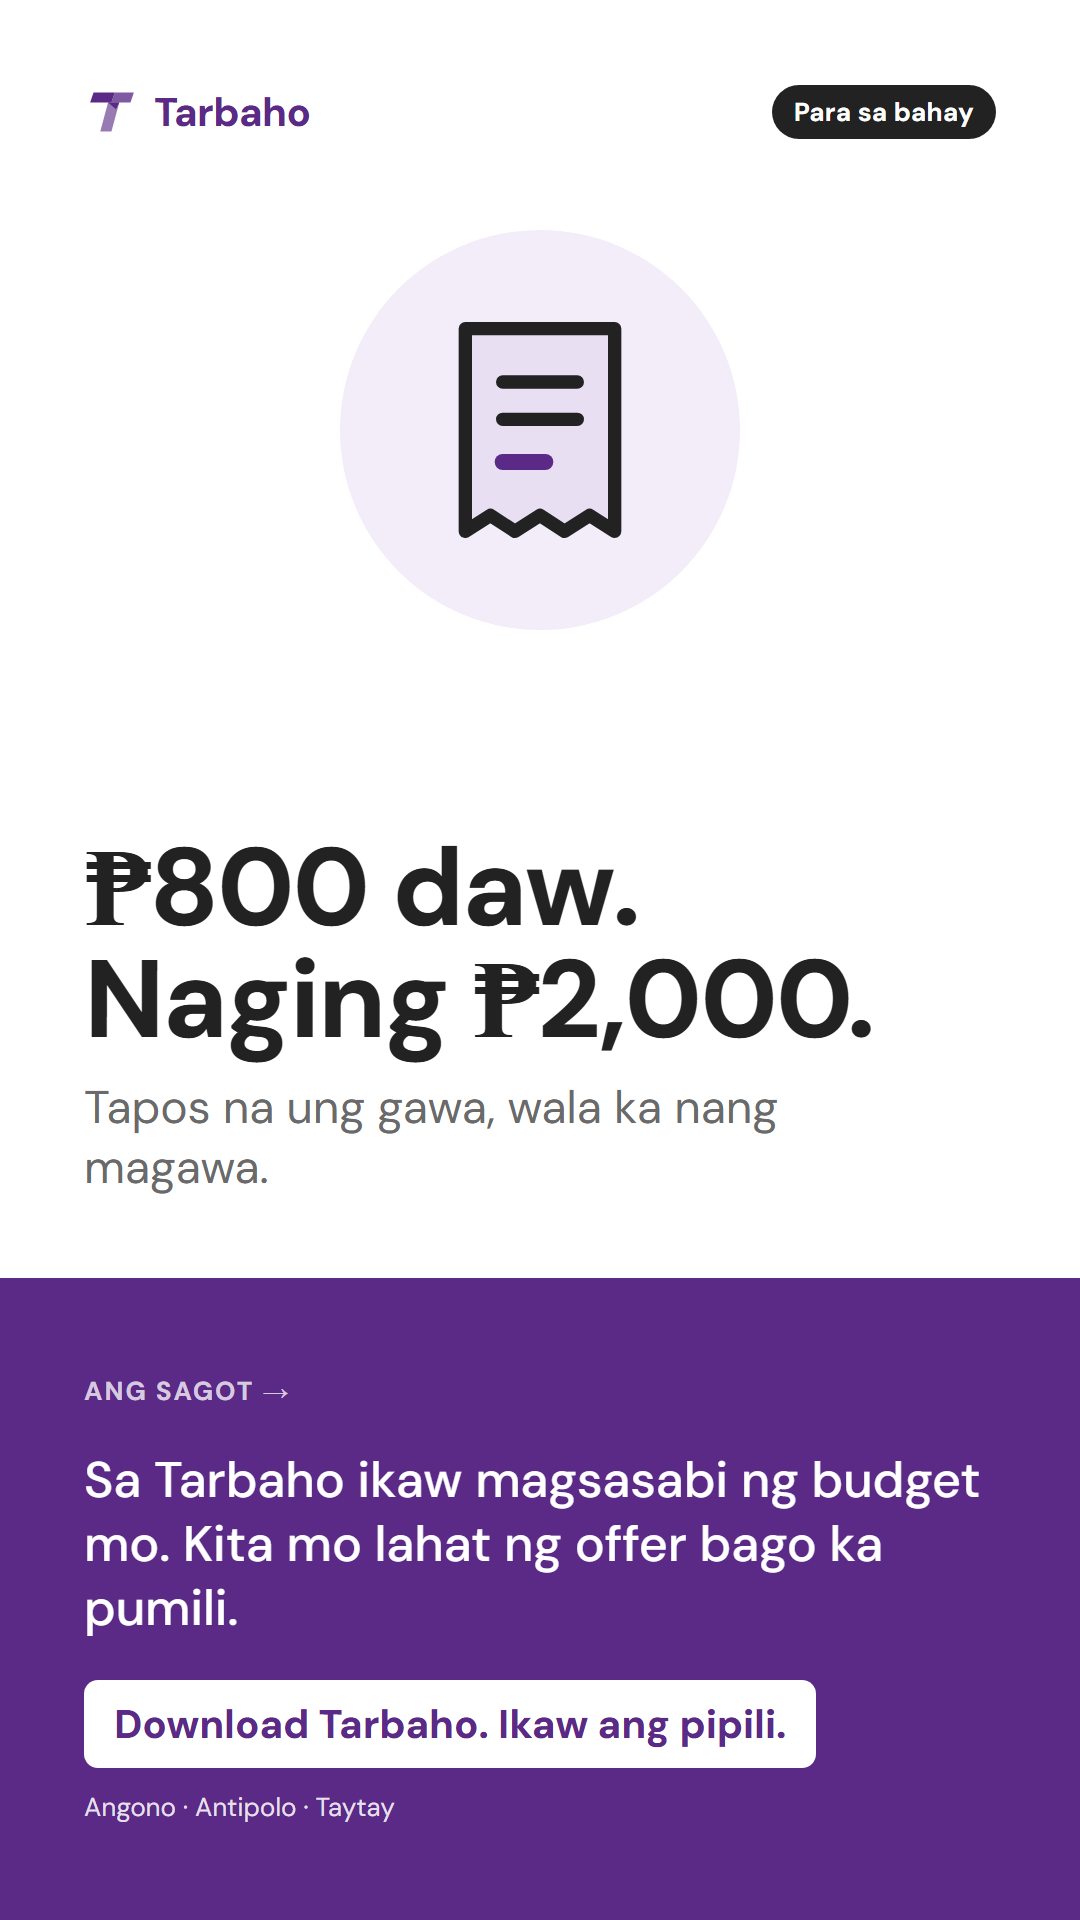 Tarbaho
Para sa bahay
₱800 daw.
Naging ₱2,000.
Tapos na ung gawa, wala ka nang
magawa.
ANG SAGOT →
Sa Tarbaho ikaw magsasabi ng budget
mo. Kita mo lahat ng offer bago ka
pumili.
Download Tarbaho. Ikaw ang pipili.
Angono · Antipolo · Taytay